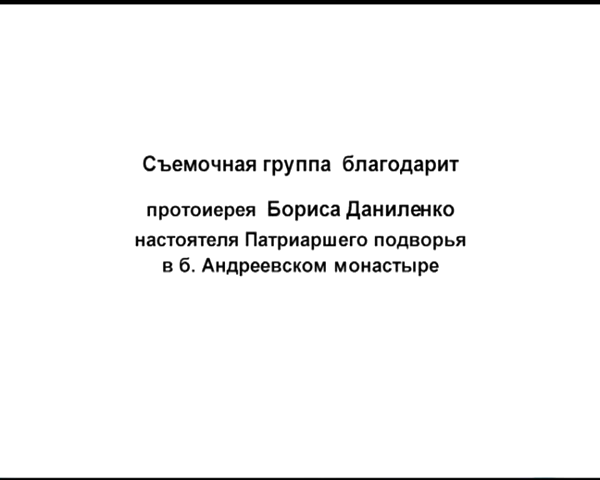 Съемочная группа благодарит
протоиерея Бориса Даниленко
настоятеля Патриаршего подворья
в б. Андреевском монастыре